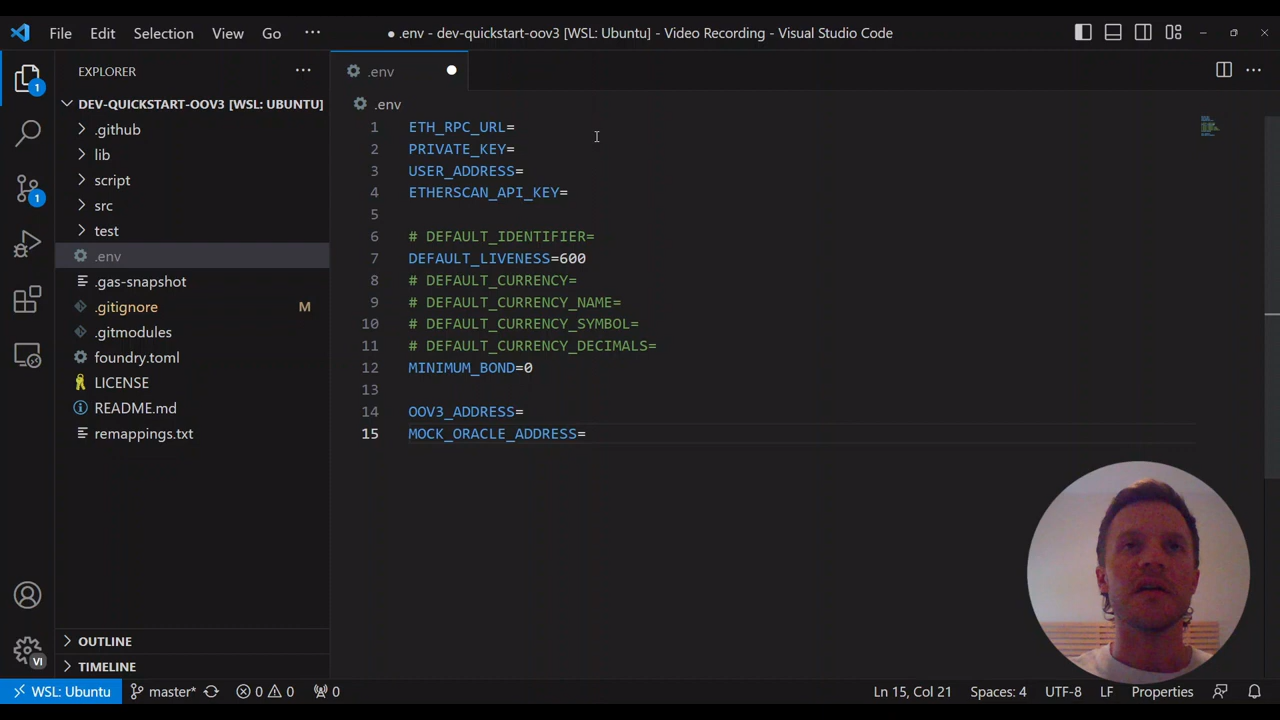 File Edit Selection View Go ··· ● .env - dev-quickstart-oov3 [WSL: Ubuntu] - Video Recording - Visual Studio Code
EXPLORER ···
1
DEV-QUICKSTART-OOV3 [WSL: UBUNTU]
.github
lib
script
1
src
test
.env
.gas-snapshot
.gitignore M
.gitmodules
foundry.toml
LICENSE
README.md
remappings.txt
OUTLINE
TIMELINE
VI
.env
.env
1 ETH_RPC_URL=
2 PRIVATE_KEY=
3 USER_ADDRESS=
4 ETHERSCAN_API_KEY=
5
6 # DEFAULT_IDENTIFIER=
7 DEFAULT_LIVENESS=600
8 # DEFAULT_CURRENCY=
9 # DEFAULT_CURRENCY_NAME=
10 # DEFAULT_CURRENCY_SYMBOL=
11 # DEFAULT_CURRENCY_DECIMALS=
12 MINIMUM_BOND=0
13
14 OOV3_ADDRESS=
15 MOCK_ORACLE_ADDRESS=
WSL: Ubuntu master* 0 0 0 Ln 15, Col 21 Spaces: 4 UTF-8 LF Properties